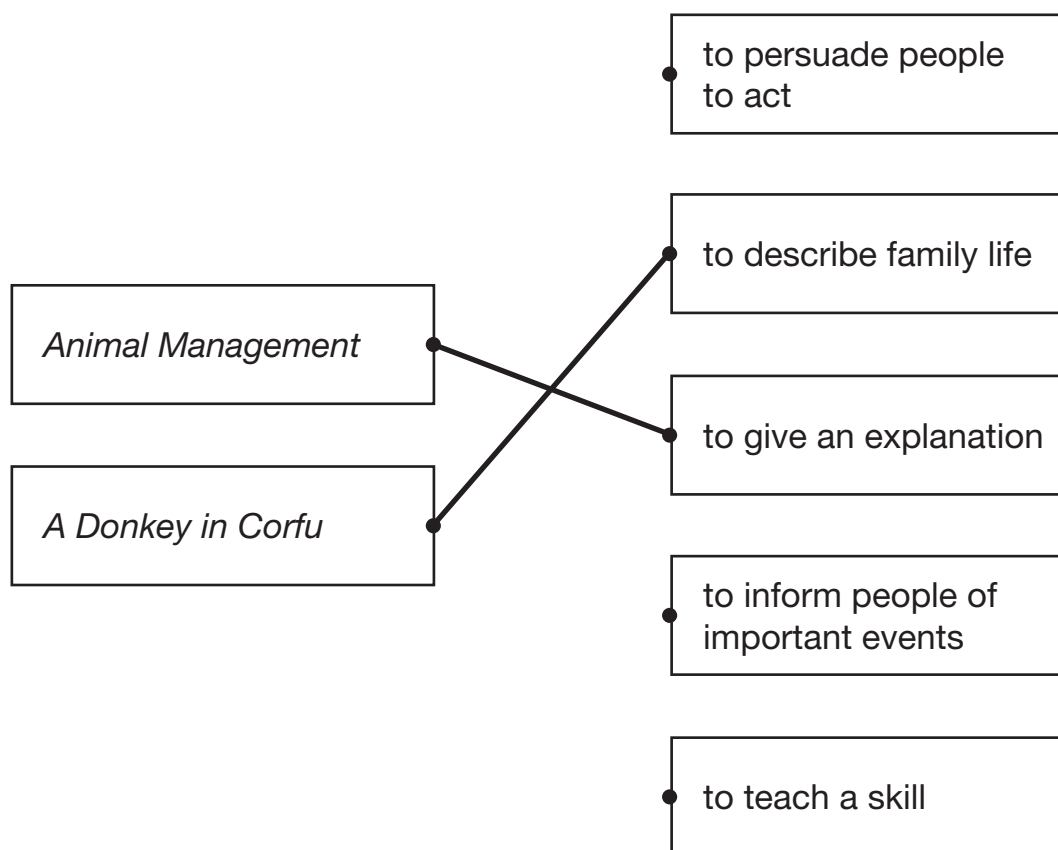 to persuade people
to act
to describe family life
Animal Management
to give an explanation
A Donkey in Corfu
to inform people of
important events
to teach a skill